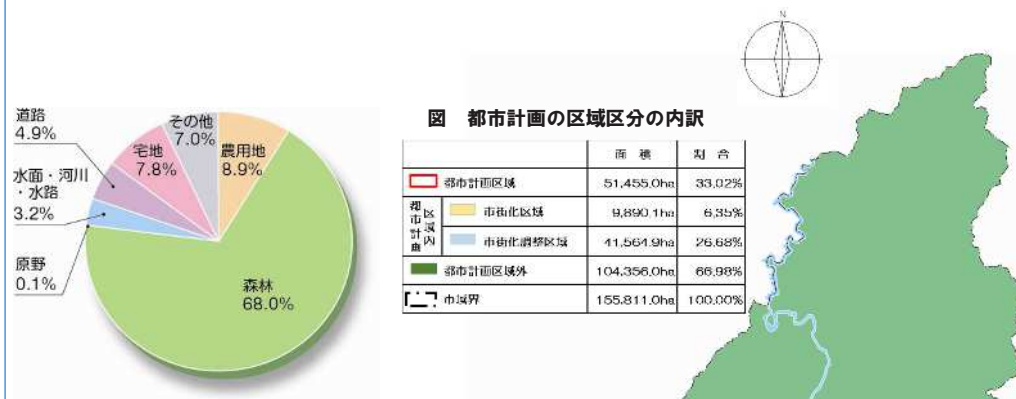 道路
4.9%
その他
7.0%
宅地
7.8%
農用地
8.9%
水面・河川
・水路
3.2%
原野
0.1%
森林
68.0%
図 都市計画の区域区分の内訳
面 積 割 合
都市計画区域 51,455.0ha 33.02%
都市計画区域内
市街化区域 9,890.1ha 6.35%
市街化調整区域 41,564.9ha 26.68%
都市計画区域外 104,356.0ha 66.98%
市域界 155,811.0ha 100.00%
N